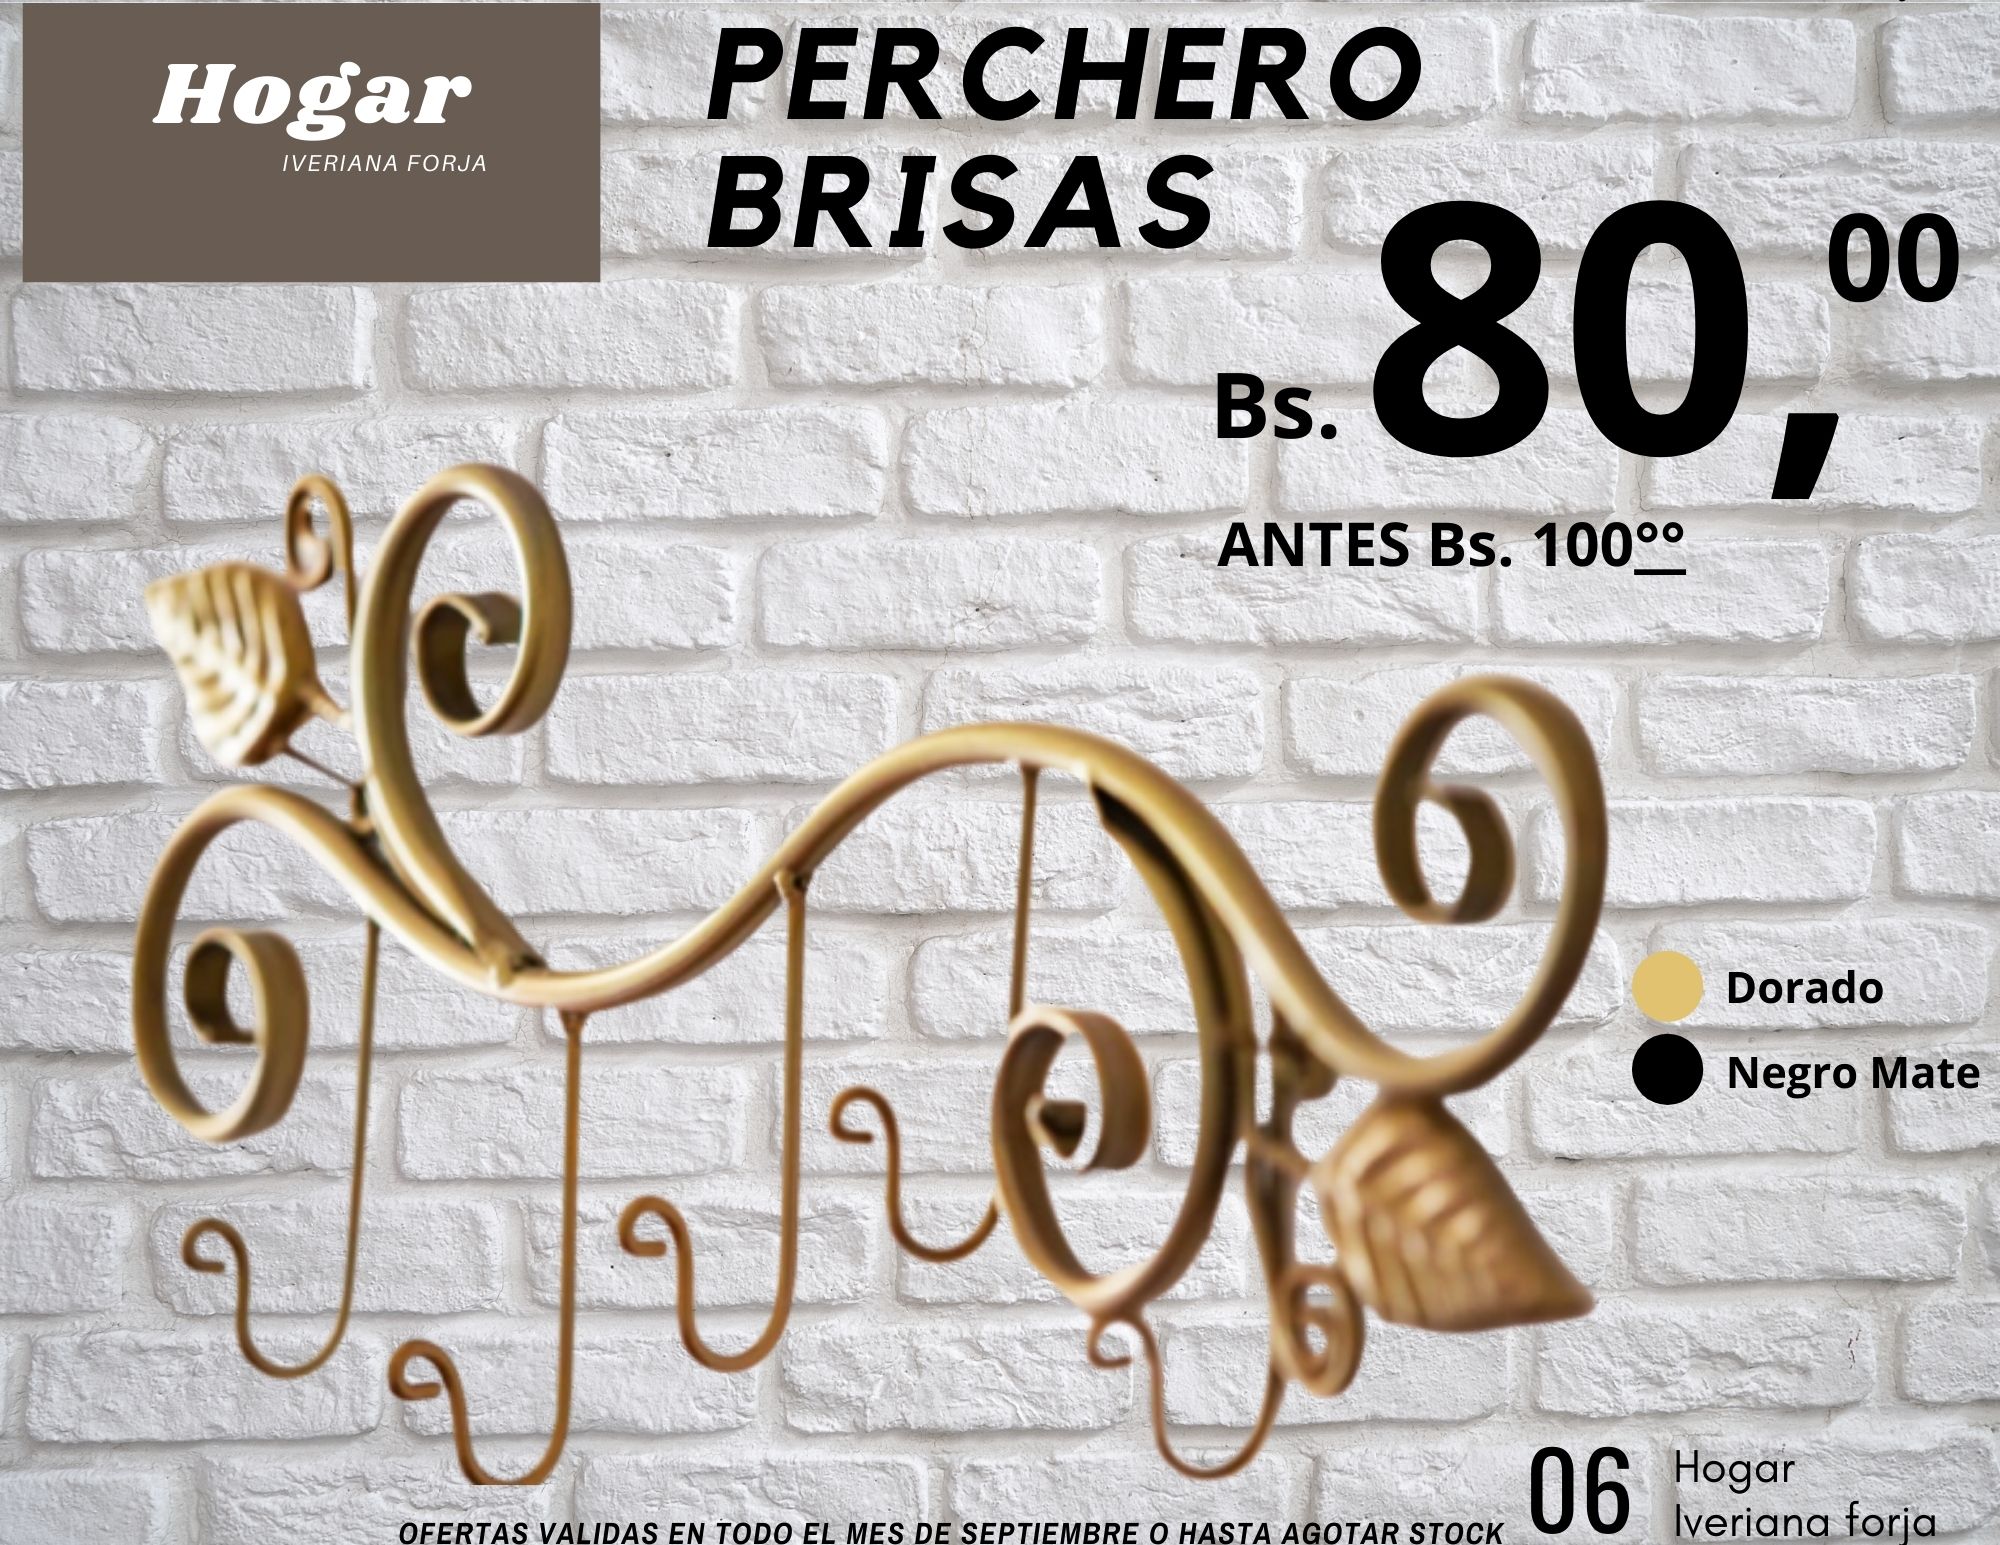 Hogar
IVERIANA FORJA
PERCHERO
BRISAS
Bs. 80,00
ANTES Bs. 100°°
Dorado
Negro Mate
OFERTAS VALIDAS EN TODO EL MES DE SEPTIEMBRE O HASTA AGOTAR STOCK
06
Hogar
Iveriana forja